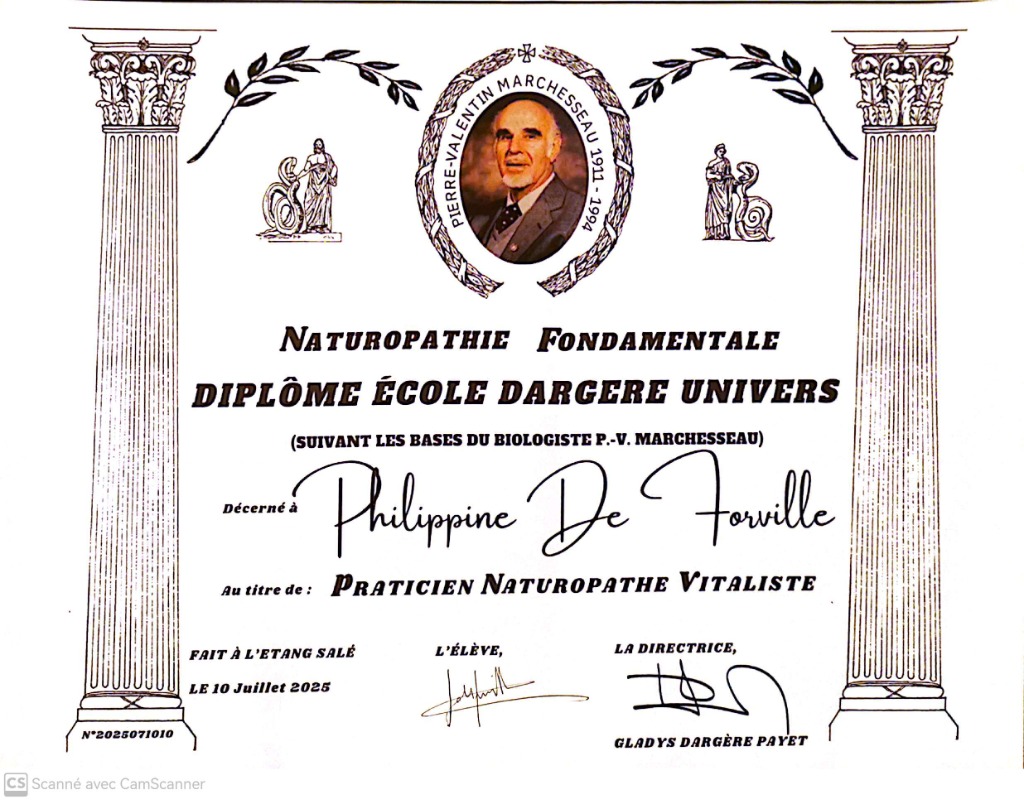 PIERRE-VALENTIN MARCHESSEAU 1911 - 1994
NATUROPATHIE FONDAMENTALE
DIPLÔME ÉCOLE DARGERE UNIVERS
(SUIVANT LES BASES DU BIOLOGISTE P.-V. MARCHESSEAU)
Décerné à Philippine De Forville
Au titre de : PRATICIEN NATUROPATHE VITALISTE
FAIT À L'ETANG SALÉ
L'ÉLÈVE,
LA DIRECTRICE,
LE 10 Juillet 2025
GLADYS DARGÈRE PAYET
N°2025071010
CS Scanné avec CamScanner